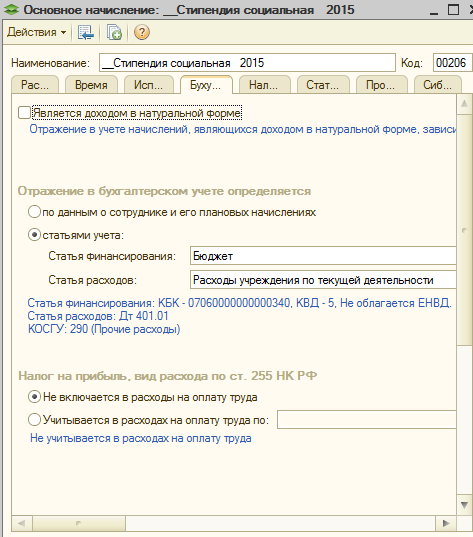 Основное начисление: __Стипендия социальная 2015
Действия
Наименование: __Стипендия социальная 2015 Код: 00206
Рас... Время Исп... Буху... Нал... Стат... Про... Сиб...
Является доходом в натуральной форме
Отражение в учете начислений, являющихся доходом в натуральной форме, зависи
Отражение в бухгалтерском учете определяется
по данным о сотруднике и его плановых начислениях
статьями учета:
Статья финансирования: Бюджет
Статья расходов: Расходы учреждения по текущей деятельности
Статья финансирования: КБК - 07060000000000340, КВД - 5, Не облагается ЕНВД.
Статья расходов: Дт 401.01
КОСГУ: 290 (Прочие расходы)
Налог на прибыль, вид расхода по ст. 255 НК РФ
Не включается в расходы на оплату труда
Учитывается в расходах на оплату труда по:
Не учитывается в расходах на оплату труда